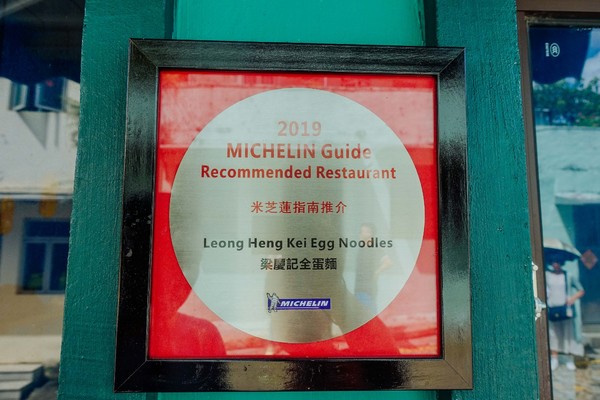 2019
MICHELIN Guide
Recommended Restaurant
米芝蓮指南推介
Leong Heng Kei Egg Noodles
梁慶記全蛋麵
MICHELIN